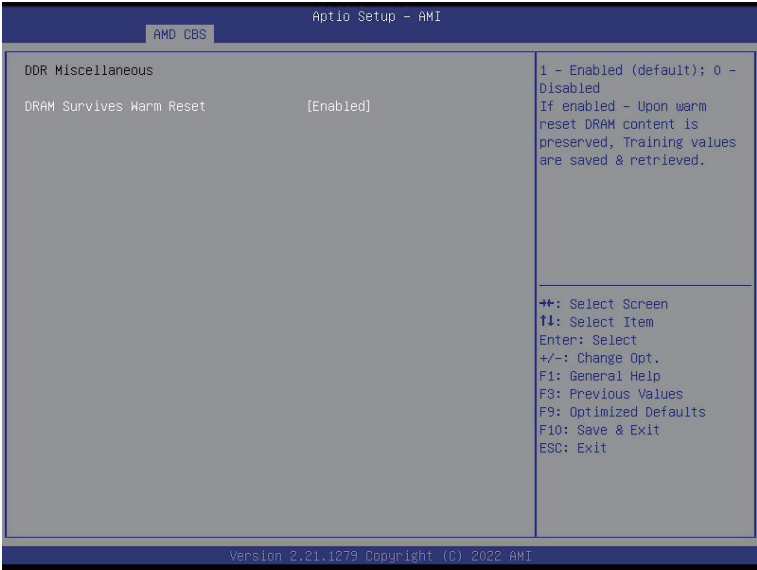 Aptio Setup – AMI
AMD CBS
DDR Miscellaneous
DRAM Survives Warm Reset [Enabled]
1 – Enabled (default); 0 –
Disabled
If enabled – Upon warm
reset DRAM content is
preserved, Training values
are saved & retrieved.
→←: Select Screen
↑↓: Select Item
Enter: Select
+/-: Change Opt.
F1: General Help
F3: Previous Values
F9: Optimized Defaults
F10: Save & Exit
ESC: Exit
Version 2.21.1279 Copyright (C) 2022 AMI